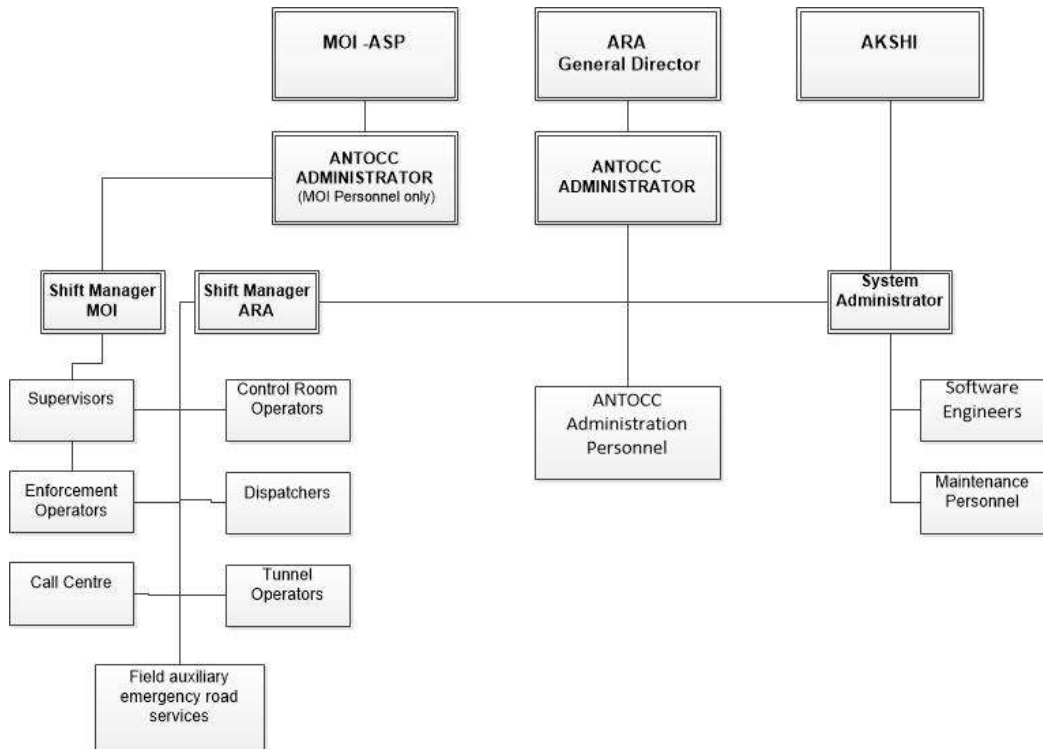 MOI -ASP
ARA
General Director
AKSHI
ANTOCC
ADMINISTRATOR
(MOI Personnel only)
ANTOCC
ADMINISTRATOR
Shift Manager
MOI
Shift Manager
ARA
System
Administrator
Supervisors
Control Room
Operators
ANTOCC
Administration
Personnel
Software
Engineers
Enforcement
Operators
Dispatchers
Maintenance
Personnel
Call Centre
Tunnel
Operators
Field auxiliary
emergency road
services